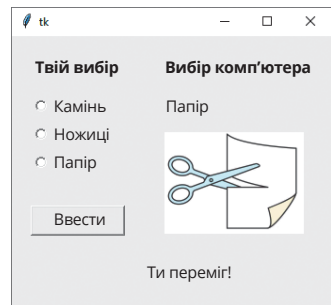 tk
Твій вибір
Вибір комп’ютера
Камінь
Папір
Ножиці
Папір
Ввести
Ти переміг!